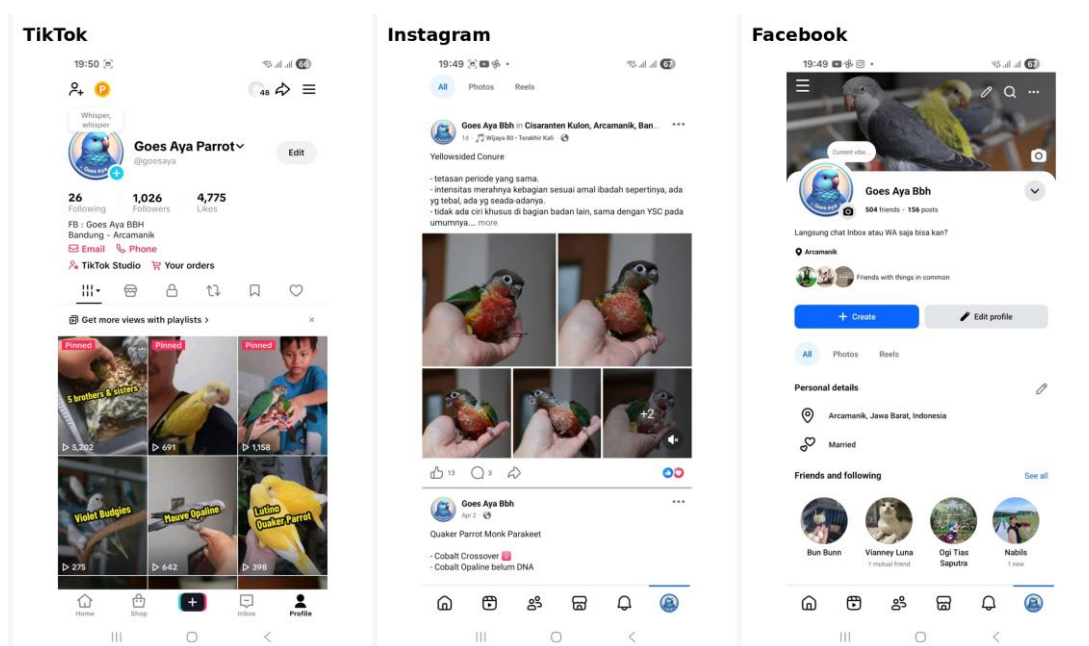 TikTok
19:50
66
48
Whisper,
whisper
Goes Aya Parrot
@goesaya
Edit
26
Following
1,026
Followers
4,775
Likes
FB : Goes Aya BBH
Bandung - Arcamanik
Email
Phone
TikTok Studio
Your orders
Get more views with playlists >
Pinned
5 brothers & sisters
5,202
Pinned
691
Pinned
1,158
Violet Budgies
275
Mauve Opaline
642
Lutino
Quaker Parrot
398
Home
Shop
Inbox
Profile
Instagram
19:49
67
All
Photos
Reels
Goes Aya Bbh in Cisaranten Kulon, Arcamanik, Ban...
1d · Wijaya 80 • Terakhir Kali ·
Yellowsided Conure
- tetasan periode yang sama.
- intensitas merahnya kebagian sesuai amal ibadah sepertinya, ada
yg tebal, ada yg seada-adanya.
- tidak ada ciri khusus di bagian badan lain, sama dengan YSC pada
umumnya.... more
+2
13
3
Goes Aya Bbh
Apr 2 ·
Quaker Parrot Monk Parakeet
- Cobalt Crossover
- Cobalt Opaline belum DNA
Facebook
19:49
67
Current vibe...
Goes Aya
Goes Aya Bbh
504 friends · 156 posts
Langsung chat Inbox atau WA saja bisa kan?
Arcamanik
Friends with things in common
+ Create
Edit profile
All
Photos
Reels
Personal details
Arcamanik, Jawa Barat, Indonesia
Married
Friends and following
See all
Bun Bunn
Vianney Luna
1 mutual friend
Ogi Tias
Saputra
Nabils
1 new